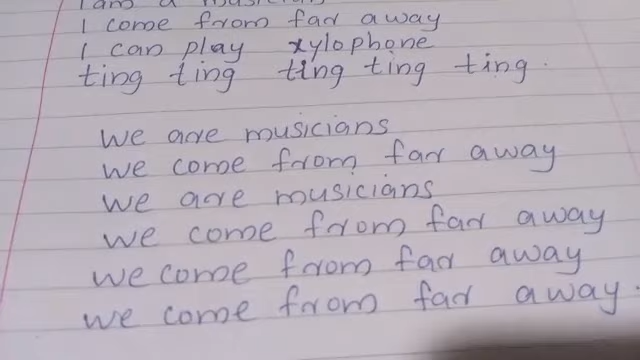 I am a musician
I come from far away
I can play xylophone
ting ting ting ting ting.
We are musicians
We come from far away
We are musicians
We come from far away
We come from far away
We come from far away.